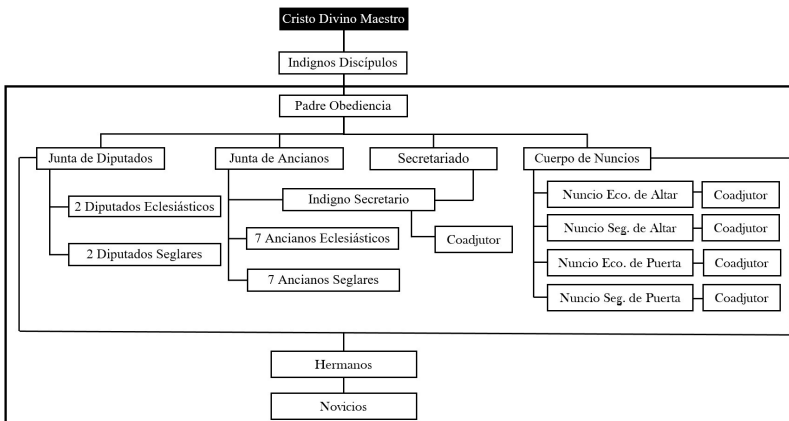 Cristo Divino Maestro
Indignos Discípulos
Padre Obediencia
Junta de Diputados
Junta de Ancianos
Secretariado
Cuerpo de Nuncios
2 Diputados Eclesiásticos
2 Diputados Seglares
Indigno Secretario
Coadjutor
7 Ancianos Eclesiásticos
7 Ancianos Seglares
Nuncio Eco. de Altar
Coadjutor
Nuncio Seg. de Altar
Coadjutor
Nuncio Eco. de Puerta
Coadjutor
Nuncio Seg. de Puerta
Coadjutor
Hermanos
Novicios